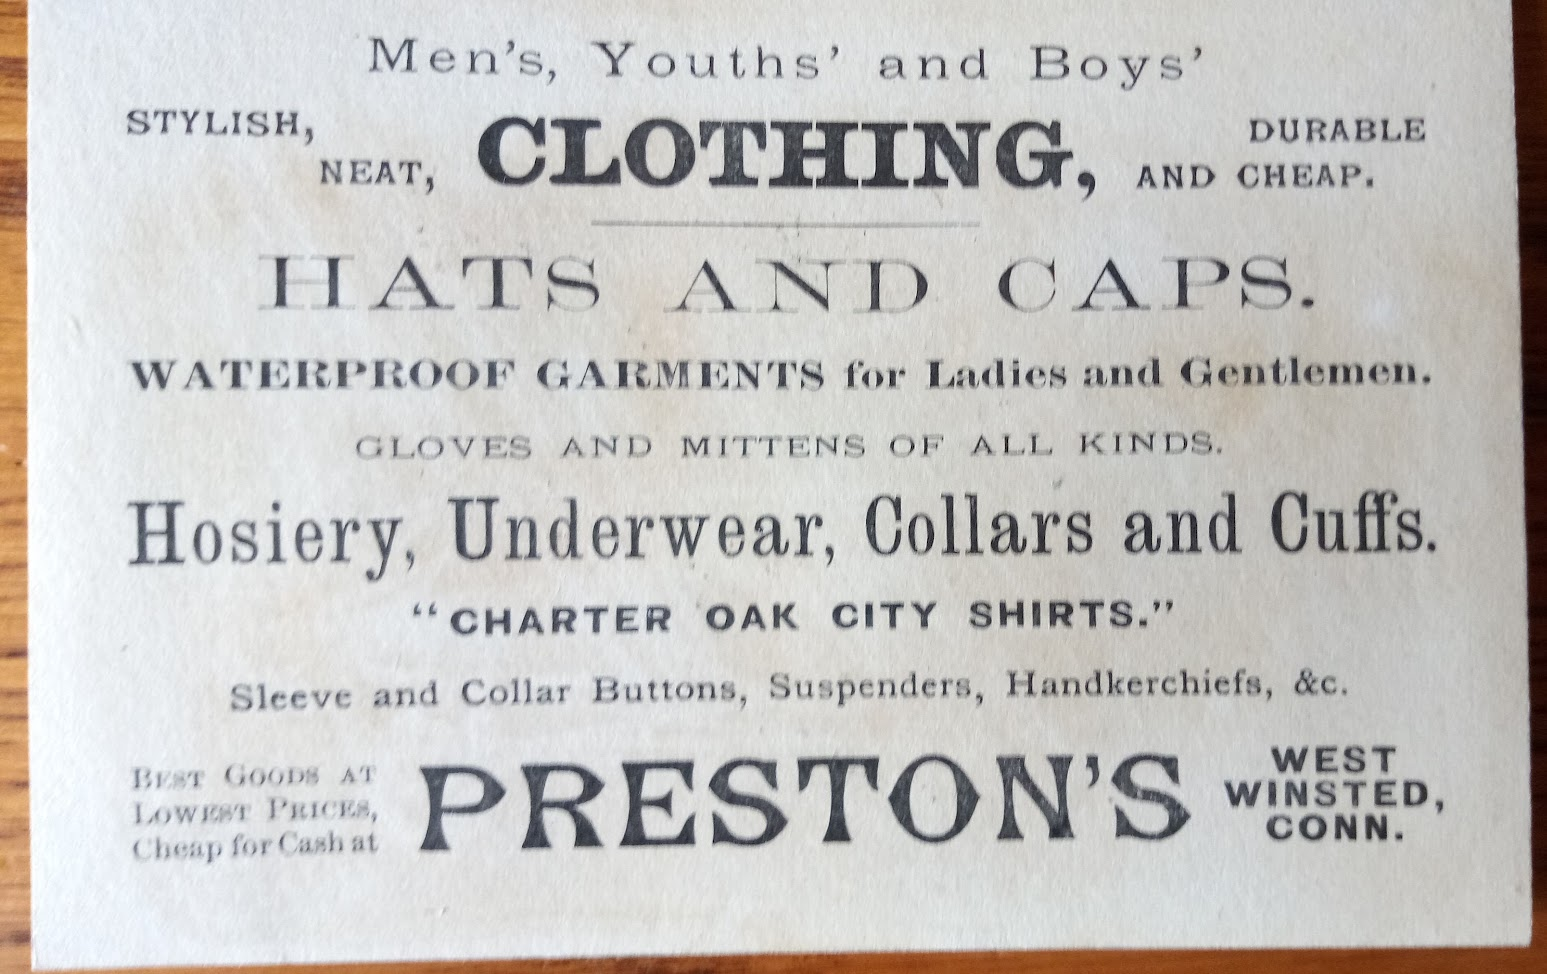 Men's, Youths' and Boys'
STYLISH,
NEAT,
CLOTHING,
DURABLE
AND CHEAP.
HATS AND CAPS.
WATERPROOF GARMENTS for Ladies and Gentlemen.
GLOVES AND MITTENS OF ALL KINDS.
Hosiery, Underwear, Collars and Cuffs.
"CHARTER OAK CITY SHIRTS."
Sleeve and Collar Buttons, Suspenders, Handkerchiefs, &c.
BEST GOODS AT
LOWEST PRICES,
Cheap for Cash at
PRESTON'S
WEST
WINSTED,
CONN.